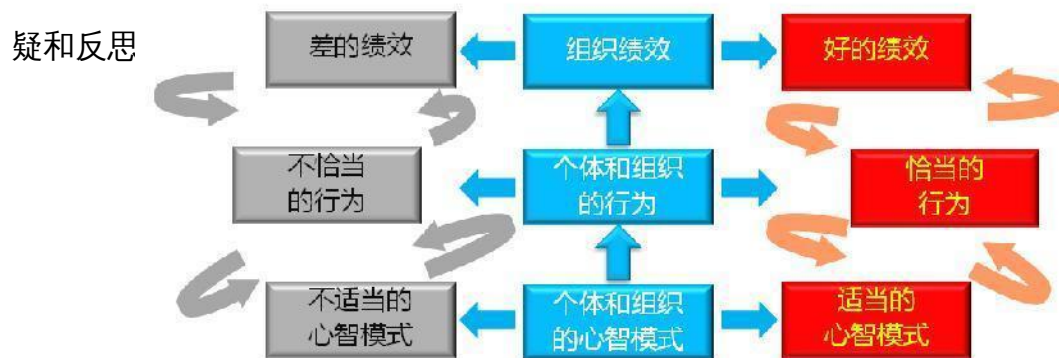 疑和反思
差的绩效
组织绩效
好的绩效
不恰当
的行为
个体和组织
的行为
恰当的
行为
不适当的
心智模式
个体和组织
的心智模式
适当的
心智模式